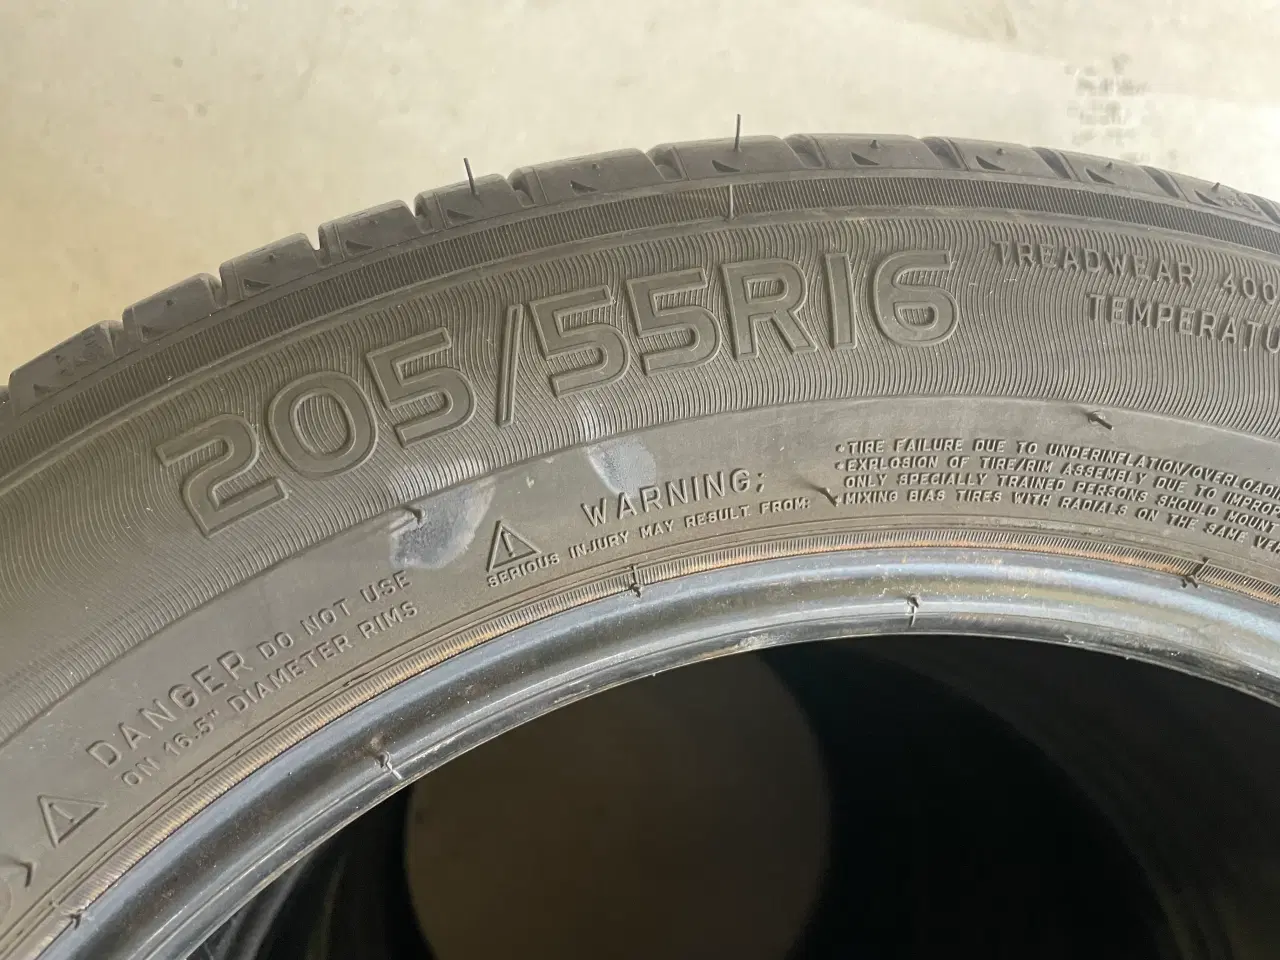 205/55R16
TREADWEAR 400
TEMPERATU
WARNING;
SERIOUS INJURY MAY RESULT FROM:
•TIRE FAILURE DUE TO UNDERINFLATION/OVERLOADI
•EXPLOSION OF TIRE/RIM ASSEMBLY DUE TO IMPROP
ONLY SPECIALLY TRAINED PERSONS SHOULD MOUNT
•MIXING BIAS TIRES WITH RADIALS ON THE SAME VEH
DANGER DO NOT USE
ON 16.5" DIAMETER RIMS